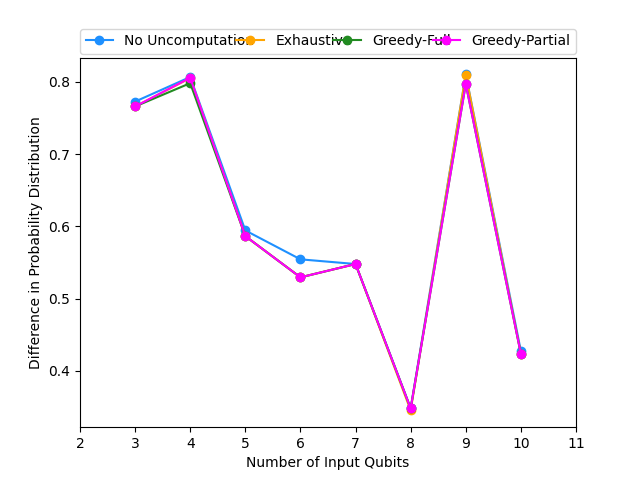 No Uncomputation Exhaustive Greedy-Full Greedy-Partial
0.8
0.7
0.6
0.5
0.4
Difference in Probability Distribution
2 3 4 5 6 7 8 9 10 11
Number of Input Qubits